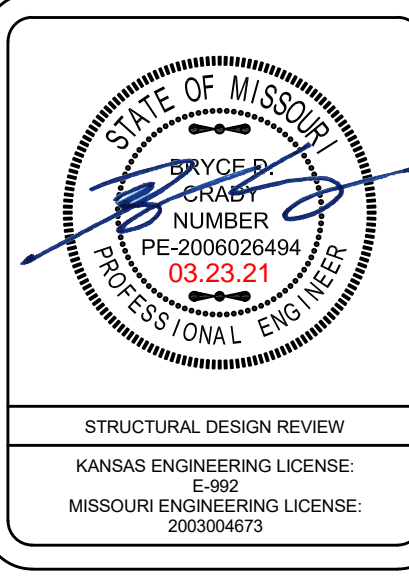 STATE OF MISSOURI
BRYCE D.
CRADY
NUMBER
PE-2006026494
03.23.21
PROFESSIONAL ENGINEER
STRUCTURAL DESIGN REVIEW
KANSAS ENGINEERING LICENSE:
E-992
MISSOURI ENGINEERING LICENSE:
2003004673